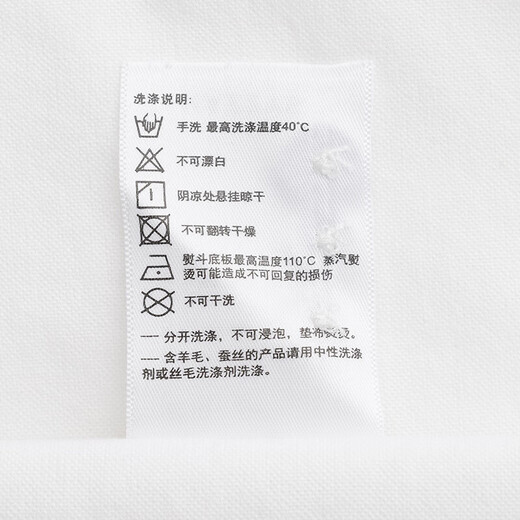 洗涤说明:
手洗 最高洗涤温度40°C
不可漂白
阴凉处悬挂晾干
不可翻转干燥
熨斗底板最高温度110°C 蒸汽熨
烫可能造成不可回复的损伤
不可干洗
---- 分开洗涤，不可浸泡，垫布熨烫。
---- 含羊毛、蚕丝的产品请用中性洗涤
剂或丝毛洗涤剂洗涤。